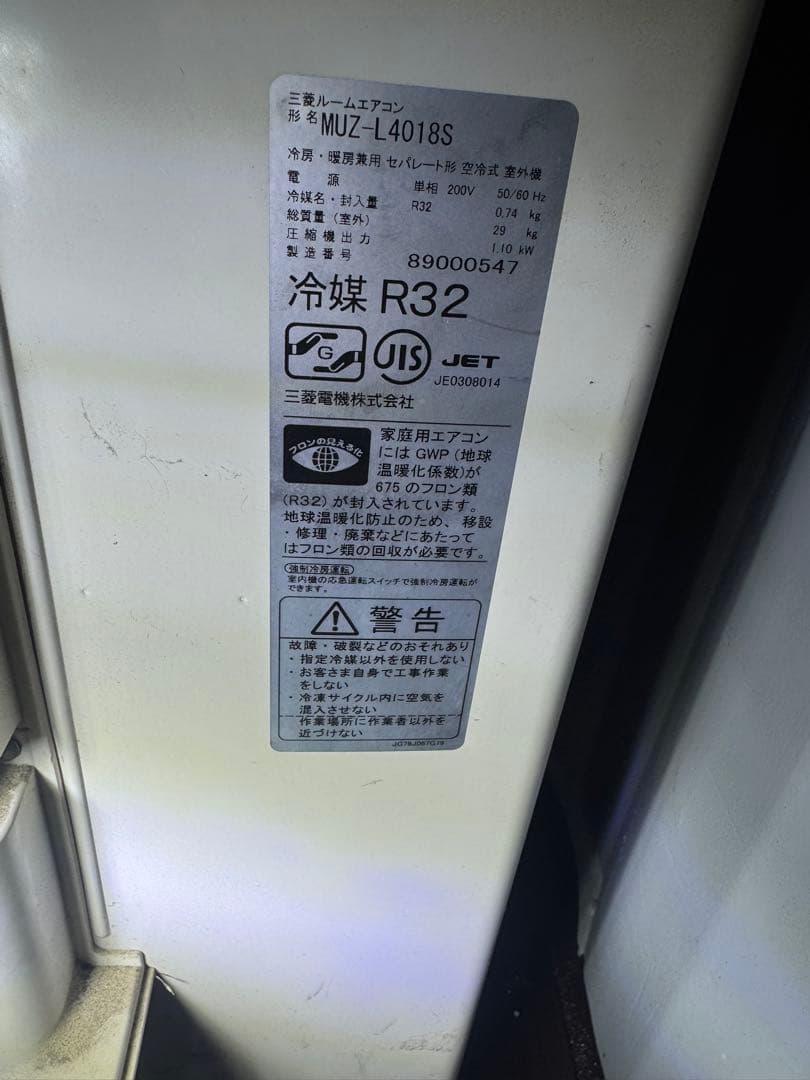 三菱ルームエアコン
形名 MUZ-L4018S
冷房・暖房兼用 セパレート形 空冷式 室外機
電源 単相 200V 50/60 Hz
冷媒名・封入量 R32 0.74 kg
総質量(室外) 29 kg
圧縮機出力 1.10 kW
製造番号 89000547
冷媒 R32
G JIS JET
JE0308014
三菱電機株式会社
フロンの見える化
家庭用エアコン
には GWP(地球
温暖化係数)が
675 のフロン類
(R32)が封入されています。
地球温暖化防止のため、移設
・修理・廃棄などにあたって
はフロン類の回収が必要です。
強制冷房運転
室内機の応急運転スイッチで強制冷房運転が
できます。
警告
故障・破裂などのおそれあり
・指定冷媒以外を使用しない
・お客さま自身で工事作業
をしない
・冷凍サイクル内に空気を
混入させない
作業場所に作業者以外を
近づけない
JG79J067G79